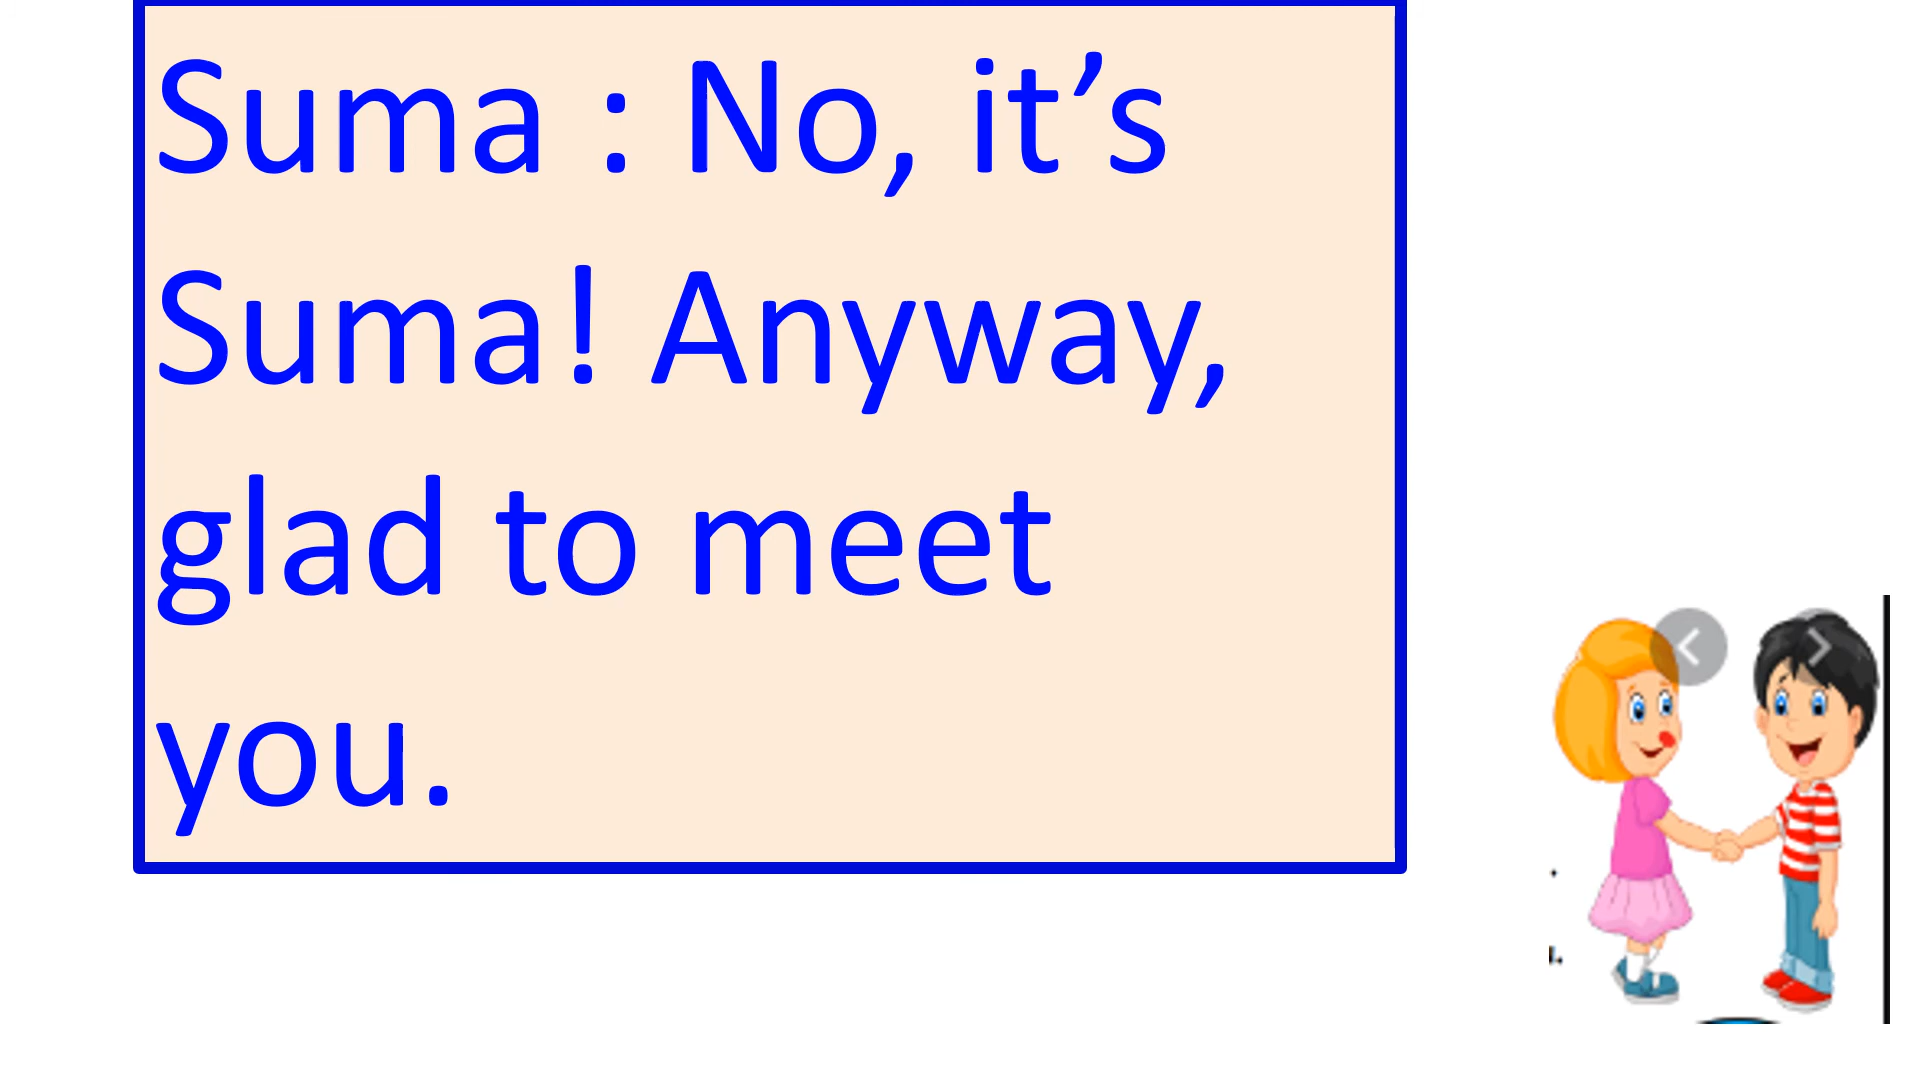 Suma : No, it’s
Suma! Anyway,
glad to meet
you.